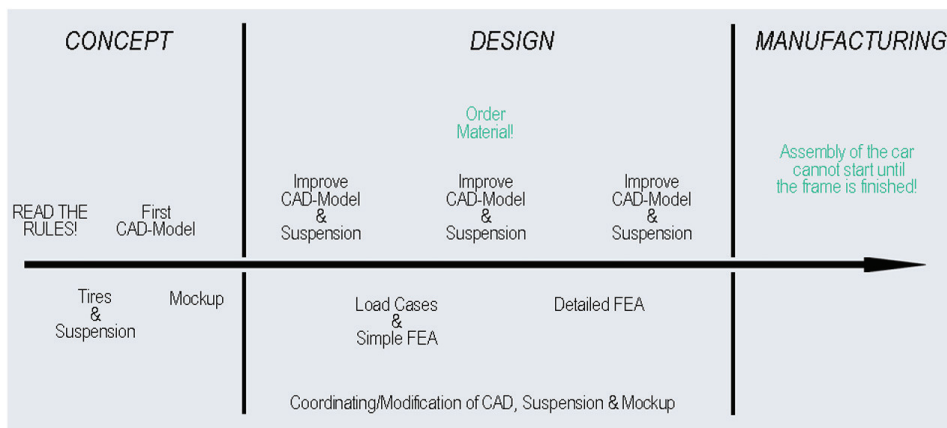 CONCEPT
DESIGN
MANUFACTURING
Order
Material!
Assembly of the car
cannot start until
the frame is finished!
READ THE
RULES!
First
CAD-Model
Improve
CAD-Model
&
Suspension
Improve
CAD-Model
&
Suspension
Improve
CAD-Model
&
Suspension
Tires
&
Suspension
Mockup
Load Cases
&
Simple FEA
Detailed FEA
Coordinating/Modification of CAD, Suspension & Mockup